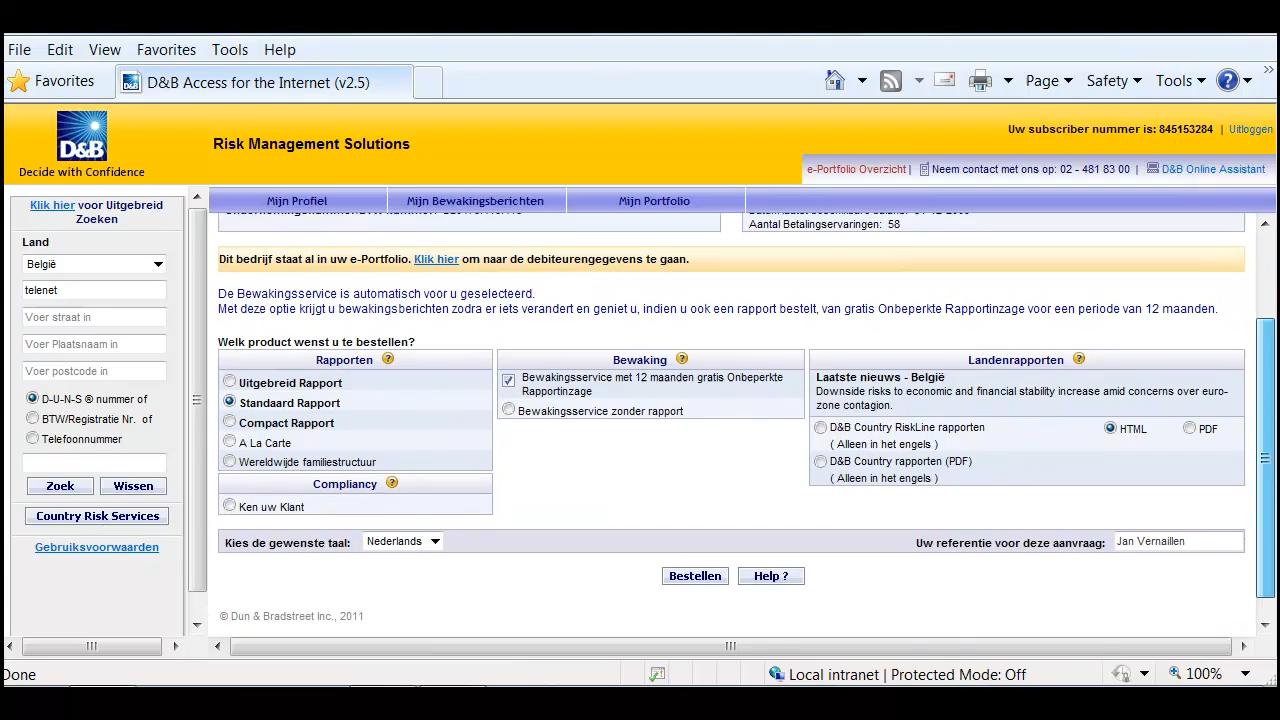 File Edit View Favorites Tools Help
Favorites D&B Access for the Internet (v2.5) Page Safety Tools
D&B
Decide with Confidence
Risk Management Solutions
Uw subscriber nummer is: 845153284 | Uitloggen
e-Portfolio Overzicht | Neem contact met ons op: 02 - 481 83 00 | D&B Online Assistant
Mijn Profiel Mijn Bewakingsberichten Mijn Portfolio
Klik hier voor Uitgebreid
Zoeken
Land
België
telenet
Voer straat in
Voer Plaatsnaam in
Voer postcode in
D-U-N-S ® nummer of
BTW/Registratie Nr. of
Telefoonnummer
Zoek Wissen
Country Risk Services
Gebruiksvoorwaarden
Aantal Betalingservaringen: 58
Dit bedrijf staat al in uw e-Portfolio. Klik hier om naar de debiteurengegevens te gaan.
De Bewakingsservice is automatisch voor u geselecteerd.
Met deze optie krijgt u bewakingsberichten zodra er iets verandert en geniet u, indien u ook een rapport bestelt, van gratis Onbeperkte Rapportinzage voor een periode van 12 maanden.
Welk product wenst u te bestellen?
Rapporten ?
Uitgebreid Rapport
Standaard Rapport
Compact Rapport
A La Carte
Wereldwijde familiestructuur
Compliancy ?
Ken uw Klant
Bewaking ?
Bewakingsservice met 12 maanden gratis Onbeperkte
Rapportinzage
Bewakingsservice zonder rapport
Landenrapporten ?
Laatste nieuws - België
Downside risks to economic and financial stability increase amid concerns over euro-
zone contagion.
D&B Country RiskLine rapporten HTML PDF
( Alleen in het engels )
D&B Country rapporten (PDF)
( Alleen in het engels )
Kies de gewenste taal: Nederlands Uw referentie voor deze aanvraag: Jan Vernaillen
Bestellen Help ?
© Dun & Bradstreet Inc., 2011
Done Local intranet | Protected Mode: Off 100%